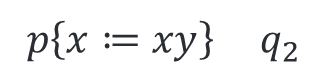 p{x ≔ xy} q₂